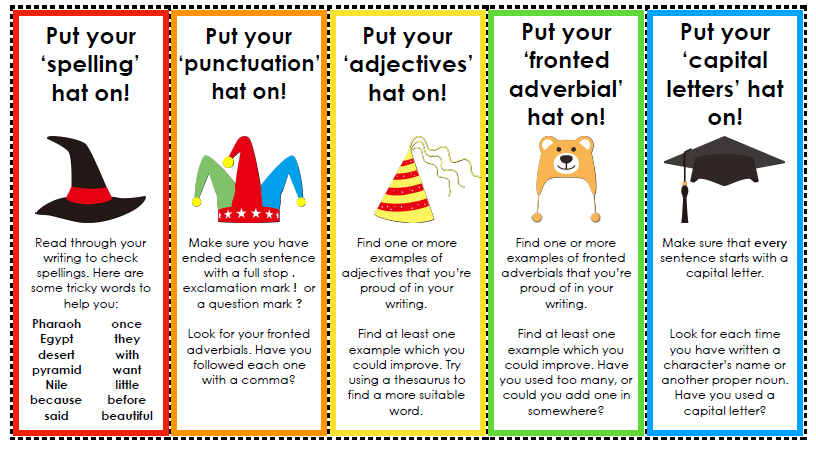 Put your
‘spelling’
hat on!
Read through your
writing to check
spellings. Here are
some tricky words to
help you:
Pharaoh once
Egypt they
desert with
pyramid want
Nile little
because before
said beautiful
Put your
‘punctuation’
hat on!
Make sure you have
ended each sentence
with a full stop .
exclamation mark ! or
a question mark ?
Look for your fronted
adverbials. Have you
followed each one
with a comma?
Put your
‘adjectives’
hat on!
Find one or more
examples of
adjectives that you’re
proud of in your
writing.
Find at least one
example which you
could improve. Try
using a thesaurus to
find a more suitable
word.
Put your
‘fronted
adverbial’
hat on!
Find one or more
examples of fronted
adverbials that you’re
proud of in your
writing.
Find at least one
example which you
could improve. Have
you used too many, or
could you add one in
somewhere?
Put your
‘capital
letters’ hat
on!
Make sure that every
sentence starts with a
capital letter.
Look for each time
you have written a
character’s name or
another proper noun.
Have you used a
capital letter?